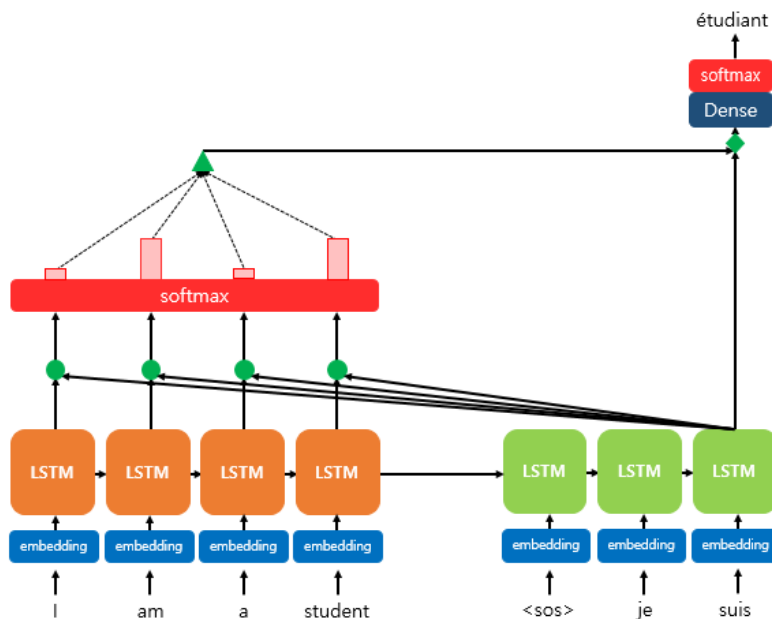 étudiant
softmax
Dense
softmax
LSTM LSTM LSTM LSTM LSTM LSTM LSTM
embedding embedding embedding embedding embedding embedding embedding
I am a student <sos> je suis